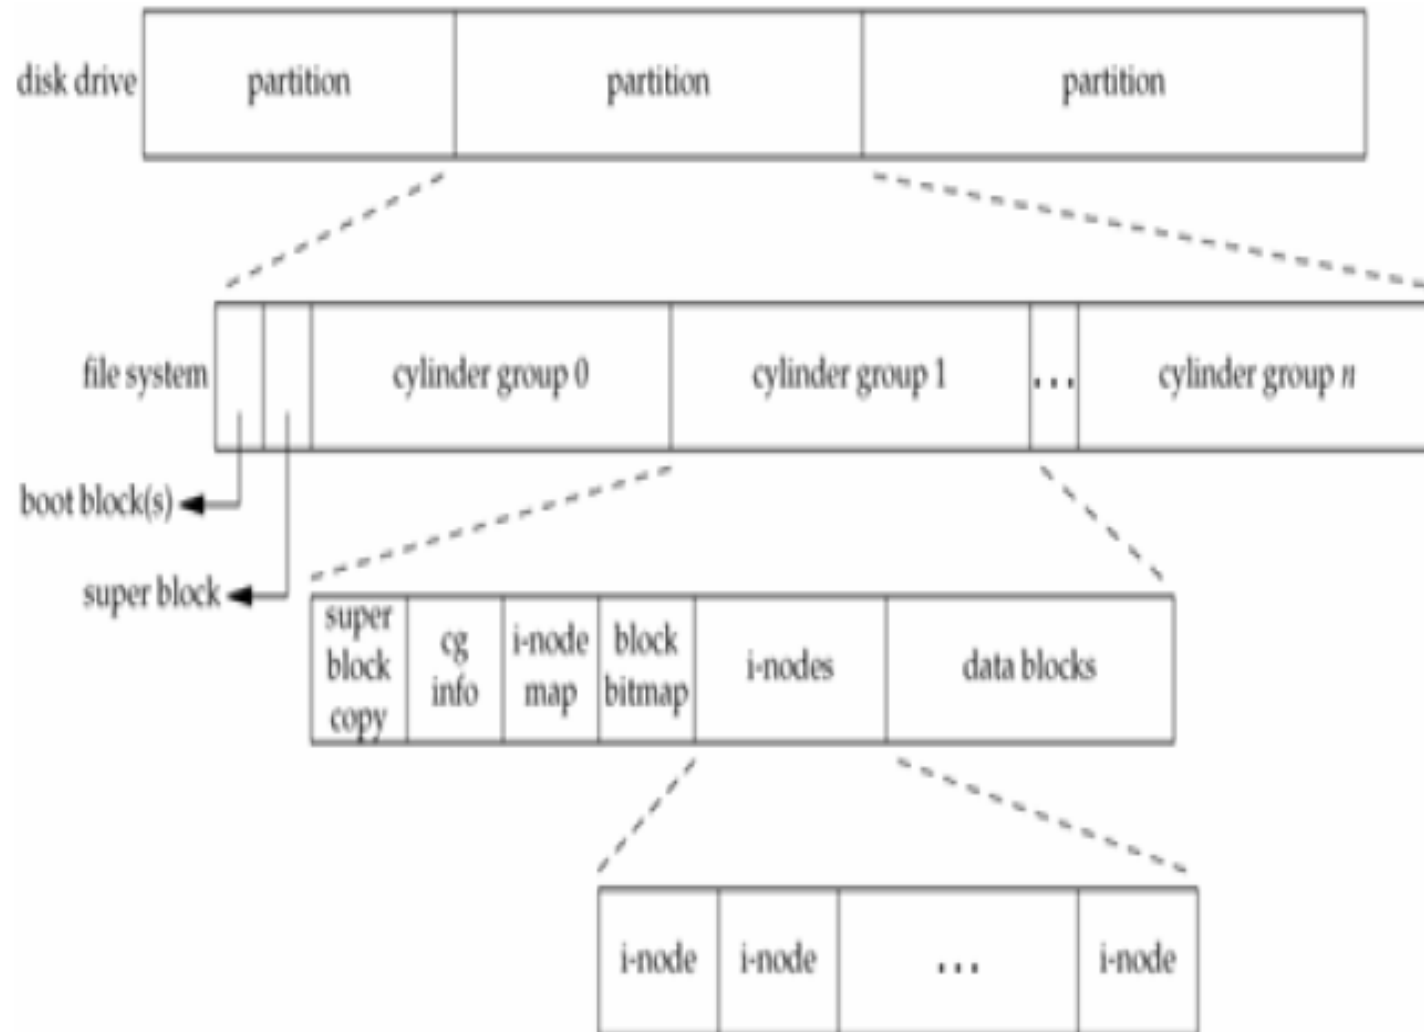 disk drive
partition
partition
partition
file system
cylinder group 0
cylinder group 1
...
cylinder group n
boot block(s)
super block
super
block
copy
cg
info
i-node
map
block
bitmap
i-nodes
data blocks
i-node
i-node
...
i-node